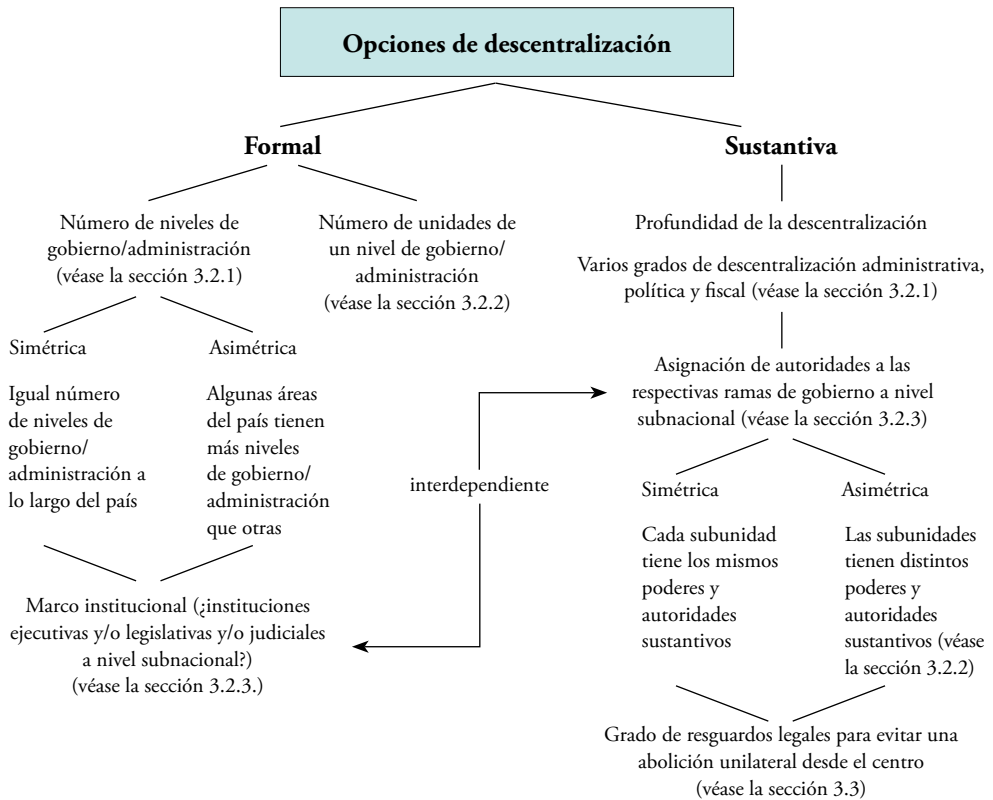 Opciones de descentralización
Formal
Número de niveles de
gobierno/administración
(véase la sección 3.2.1)
Número de unidades de
un nivel de gobierno/
administración
(véase la sección 3.2.2)
Simétrica
Igual número
de niveles de
gobierno/
administración a
lo largo del país
Asimétrica
Algunas áreas
del país tienen
más niveles
de gobierno/
administración
que otras
Marco institucional (¿instituciones
ejecutivas y/o legislativas y/o judiciales
a nivel subnacional?)
(véase la sección 3.2.3.)
interdependiente
Sustantiva
Profundidad de la descentralización
Varios grados de descentralización administrativa,
política y fiscal (véase la sección 3.2.1)
Asignación de autoridades a las
respectivas ramas de gobierno a nivel
subnacional (véase la sección 3.2.3)
Simétrica
Cada subunidad
tiene los mismos
poderes y
autoridades
sustantivos
Asimétrica
Las subunidades
tienen distintos
poderes y
autoridades
sustantivos (véase
la sección 3.2.2)
Grado de resguardos legales para evitar una
abolición unilateral desde el centro
(véase la sección 3.3)